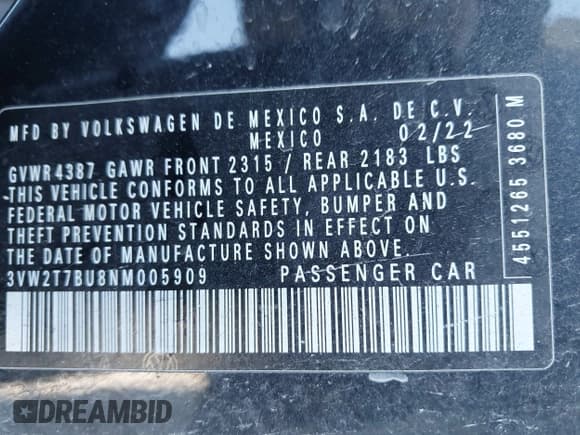 MFD BY VOLKSWAGEN DE MEXICO S.A. DE C.V.
MEXICO 02/22
GVWR 4387 GAWR FRONT 2315 / REAR 2183 LBS
THIS VEHICLE CONFORMS TO ALL APPLICABLE U.S.
FEDERAL MOTOR VEHICLE SAFETY, BUMPER AND
THEFT PREVENTION STANDARDS IN EFFECT ON
THE DATE OF MANUFACTURE SHOWN ABOVE.
3VW2T7BU8NM005909 PASSENGER CAR
4551265 3680 M
DREAMBID